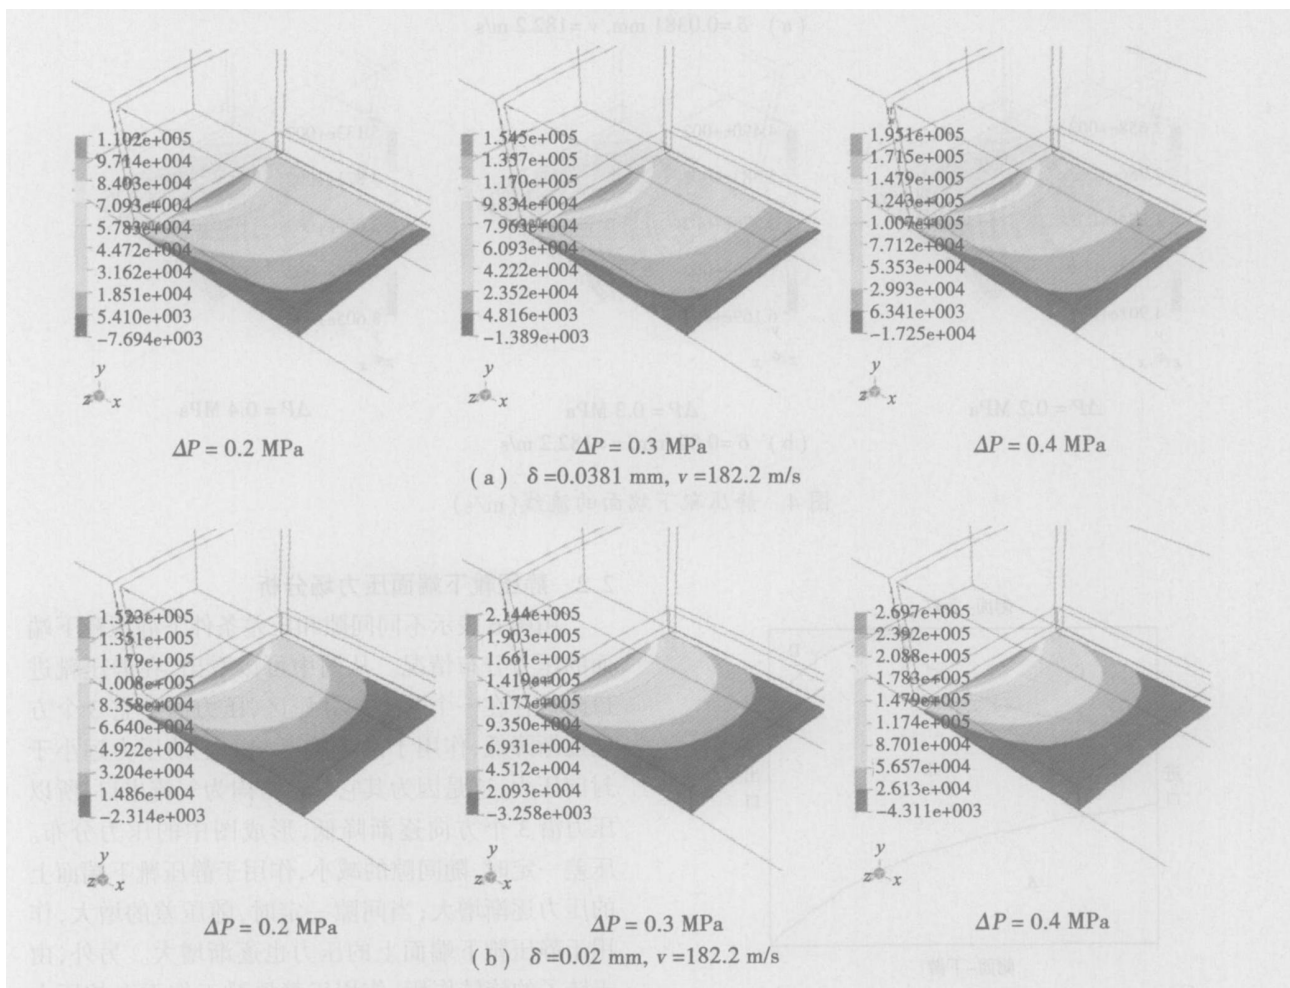 1.102e+005
9.714e+004
8.403e+004
7.093e+004
5.783e+004
4.472e+004
3.162e+004
1.851e+004
5.410e+003
−7.694e+003
y
z x
ΔP = 0.2 MPa
1.545e+005
1.357e+005
1.170e+005
9.834e+004
7.963e+004
6.093e+004
4.222e+004
2.352e+004
4.816e+003
−1.389e+003
y
z x
ΔP = 0.3 MPa
1.951e+005
1.715e+005
1.479e+005
1.243e+005
1.007e+005
7.712e+004
5.353e+004
2.993e+004
6.341e+003
−1.725e+004
y
z x
ΔP = 0.4 MPa
( a ) δ =0.0381 mm, v =182.2 m/s
1.523e+005
1.351e+005
1.179e+005
1.008e+005
8.358e+004
6.640e+004
4.922e+004
3.204e+004
1.486e+004
−2.314e+003
y
z x
ΔP = 0.2 MPa
2.144e+005
1.903e+005
1.661e+005
1.419e+005
1.177e+005
9.350e+004
6.931e+004
4.512e+004
2.093e+004
−3.258e+003
y
z x
ΔP = 0.3 MPa
2.697e+005
2.392e+005
2.088e+005
1.783e+005
1.479e+005
1.174e+005
8.701e+004
5.657e+004
2.613e+004
−4.311e+003
y
z x
ΔP = 0.4 MPa
( b ) δ =0.02 mm, v =182.2 m/s